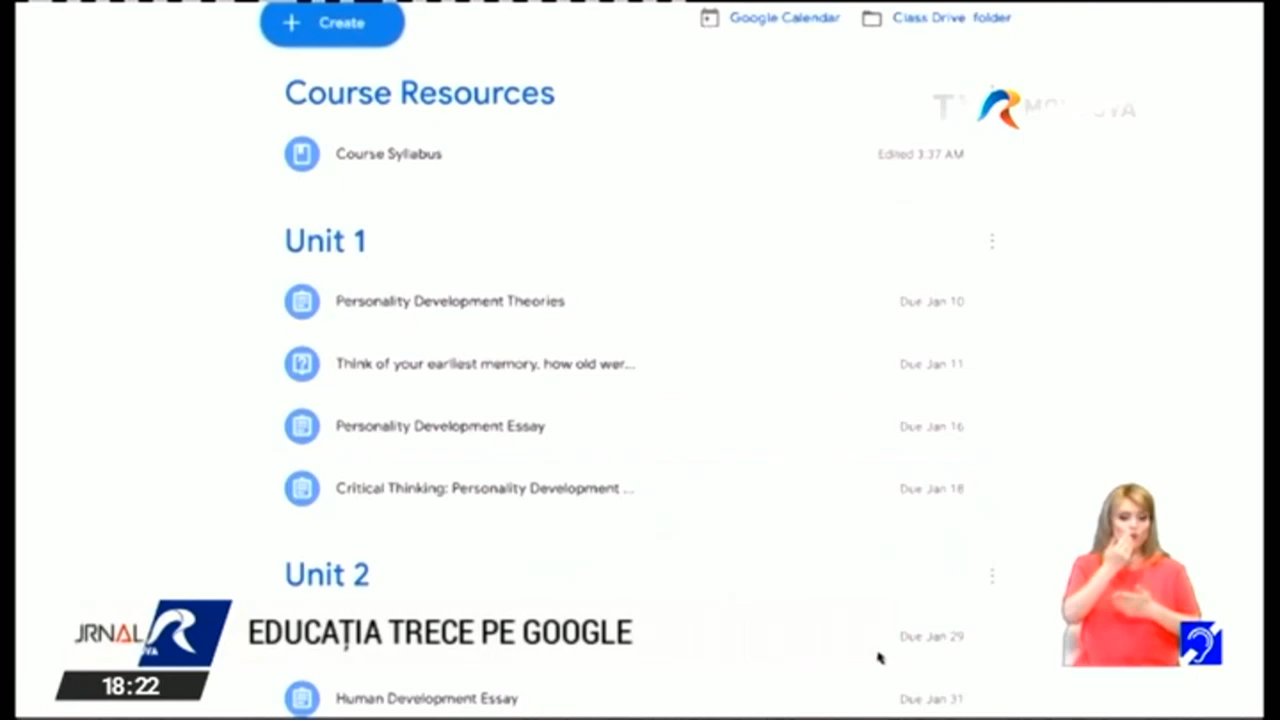 Create
Google Calendar
Class Drive folder
Course Resources
Course Syllabus
Edited 3:37 AM
Unit 1
Personality Development Theories
Due Jan 10
Think of your earliest memory, how old wer...
Due Jan 11
Personality Development Essay
Due Jan 16
Critical Thinking: Personality Development ...
Due Jan 18
Unit 2
JRNAL
EDUCAȚIA TRECE PE GOOGLE
Due Jan 29
18:22
Human Development Essay
Due Jan 31